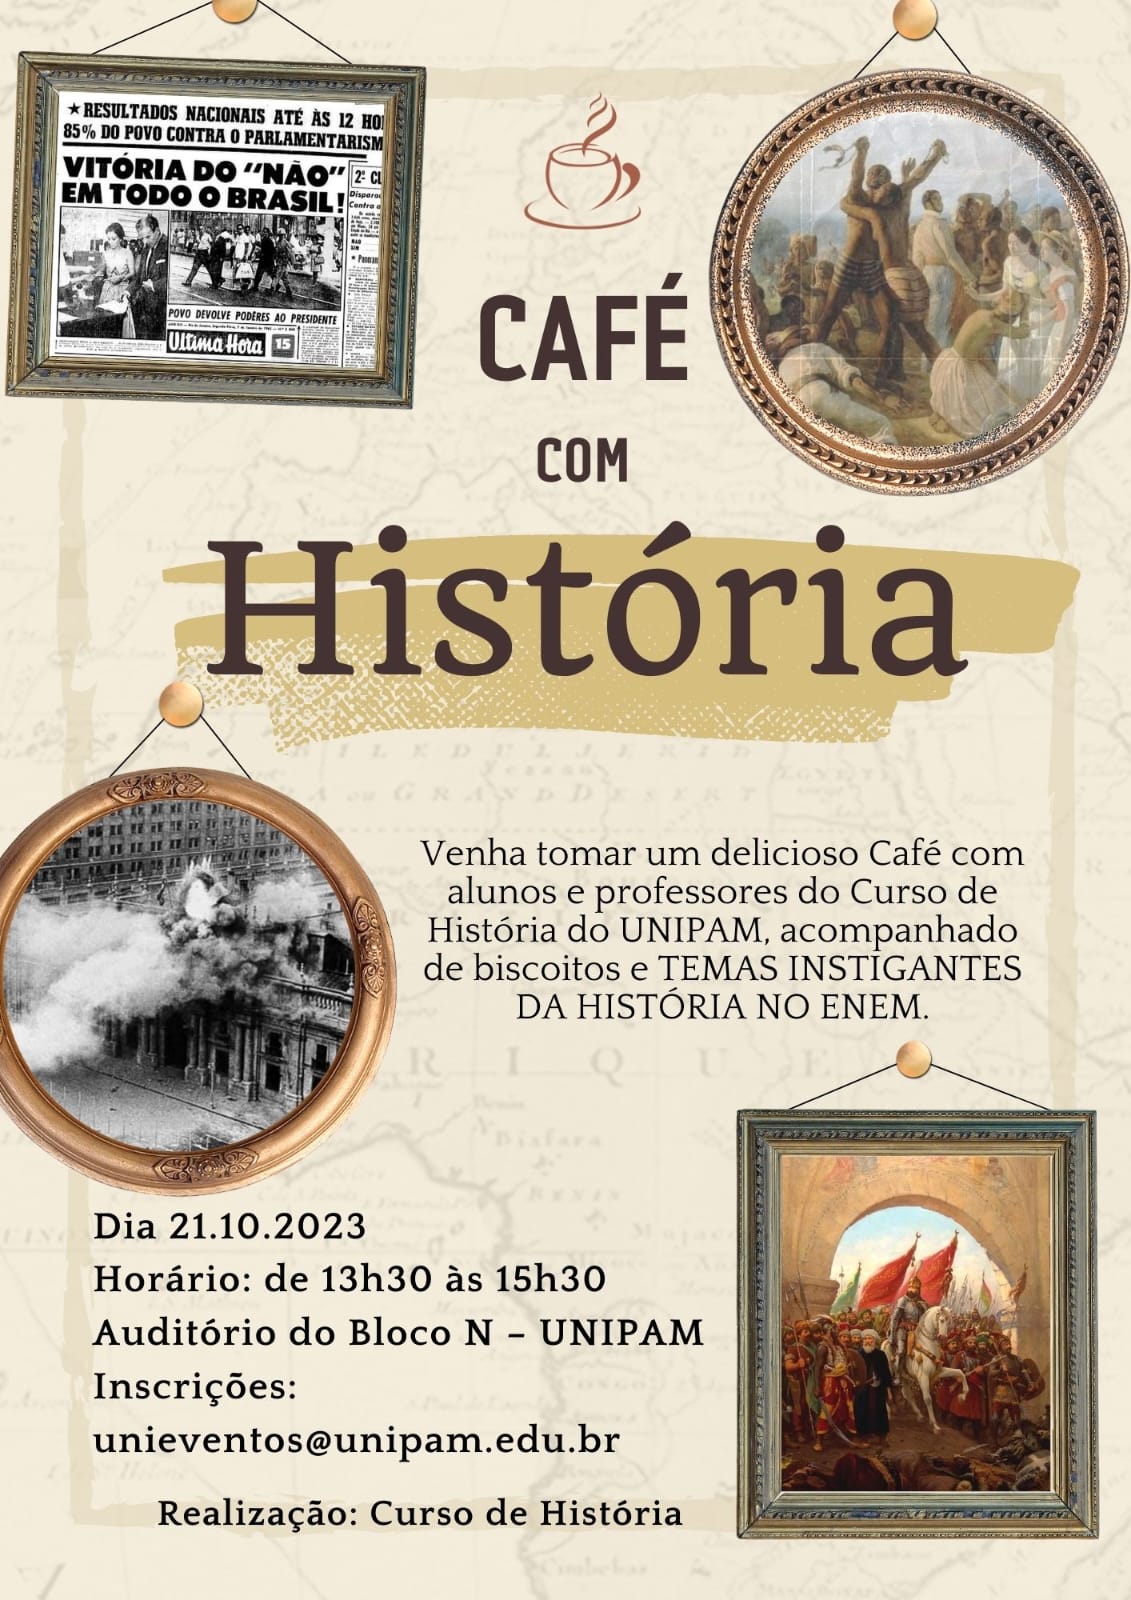 ★ RESULTADOS NACIONAIS ATÉ ÀS 12 HO
85% DO POVO CONTRA O PARLAMENTARISM
VITÓRIA DO "NÃO"
EM TODO O BRASIL!
2º CL
POVO DEVOLVE PODÊRES AO PRESIDENTE
Ultima Hora
15
CAFÉ
COM
História
Venha tomar um delicioso Café com
alunos e professores do Curso de
História do UNIPAM, acompanhado
de biscoitos e TEMAS INSTIGANTES
DA HISTÓRIA NO ENEM.
Dia 21.10.2023
Horário: de 13h30 às 15h30
Auditório do Bloco N – UNIPAM
Inscrições:
unieventos@unipam.edu.br
Realização: Curso de História